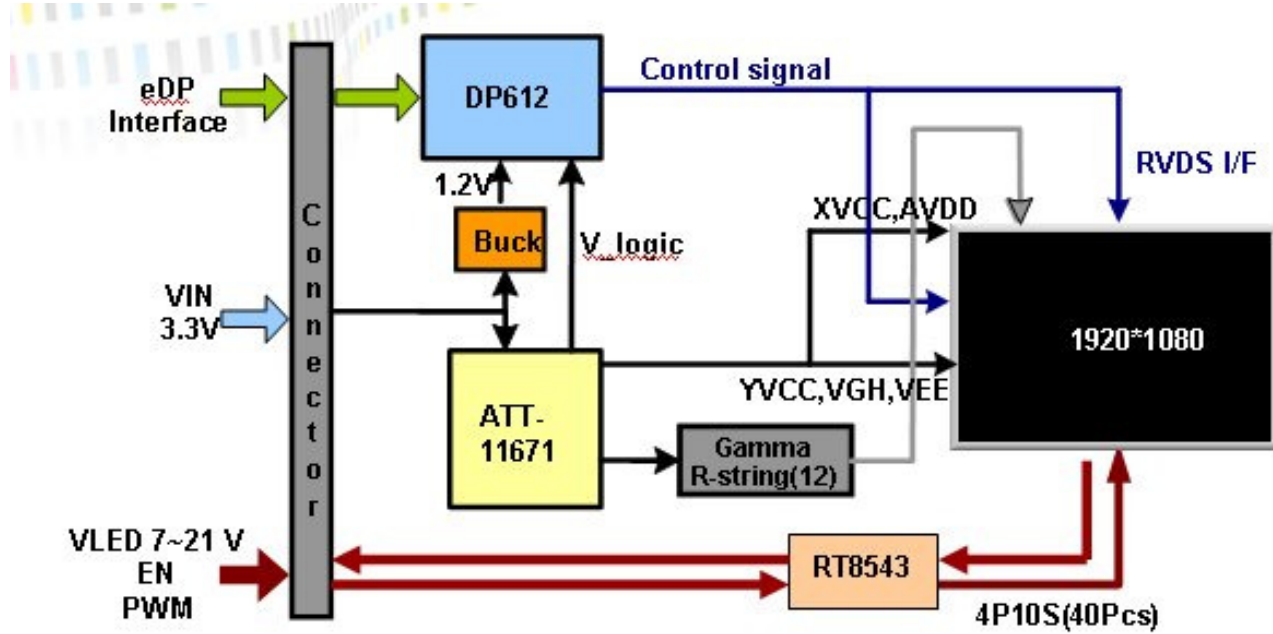 eDP
Interface
DP612
Control signal
RVDS I/F
1.2V
Buck
V_logic
XVCC,AVDD
Connector
VIN
3.3V
1920*1080
YVCC,VGH,VEE
ATT-
11671
Gamma
R-string(12)
VLED 7~21 V
EN
PWM
RT8543
4P10S(40Pcs)